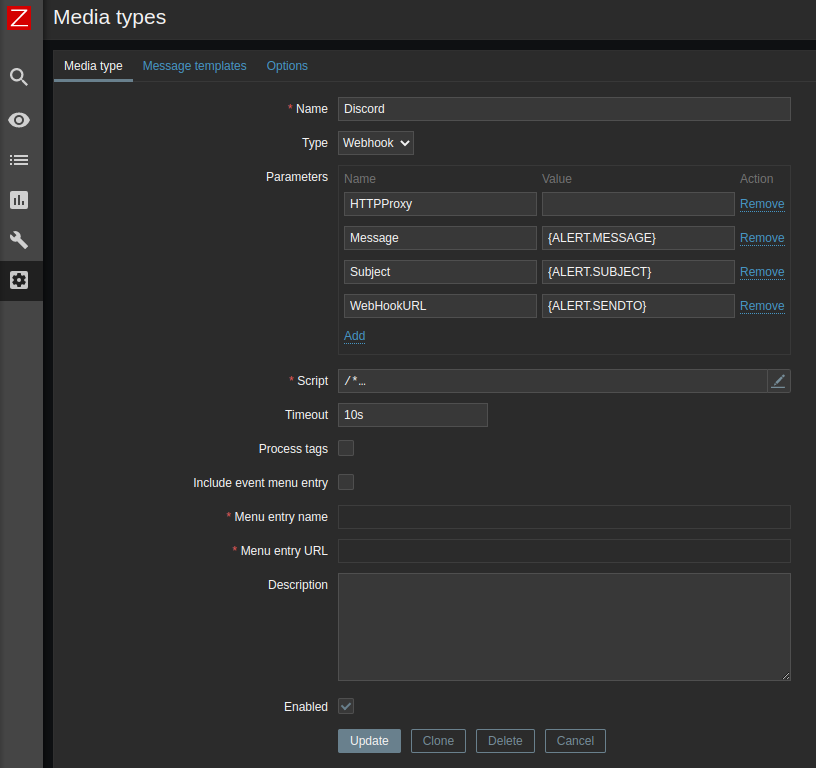 Z
Media types
Media type Message templates Options
* Name Discord
Type Webhook
Parameters Name Value Action
HTTPProxy Remove
Message {ALERT.MESSAGE} Remove
Subject {ALERT.SUBJECT} Remove
WebHookURL {ALERT.SENDTO} Remove
Add
* Script /*…
Timeout 10s
Process tags
Include event menu entry
* Menu entry name
* Menu entry URL
Description
Enabled
Update Clone Delete Cancel